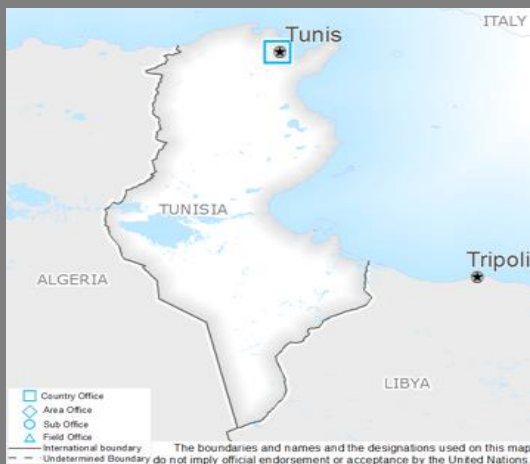 ITALY
Tunis
TUNISIA
ALGERIA
Tripoli
LIBYA
Country Office
Area Office
Sub Office
Field Office
International boundary
Undetermined Boundary
The boundaries and names and the designations used on this map
do not imply official endorsement or acceptance by the United Nations